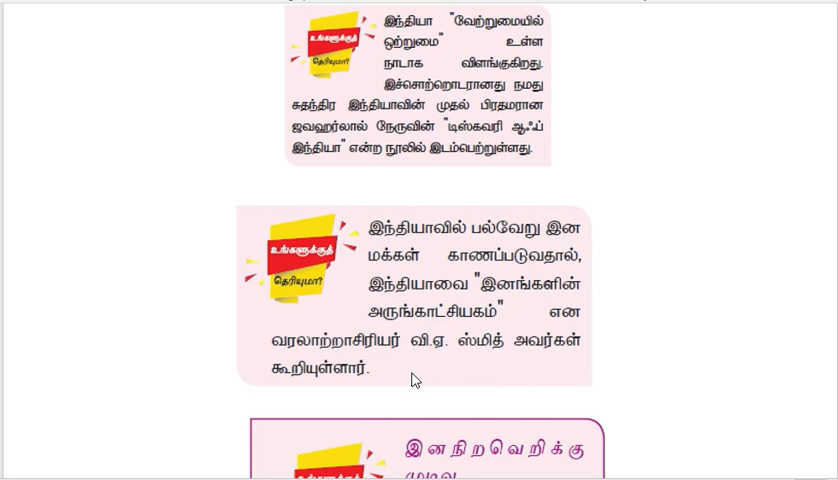 இந்தியா "வேற்றுமையில்
உங்களுக்குத்
ஒற்றுமை" உள்ள
தெரியுமா?
நாடாக விளங்குகிறது.
இச்சொற்றொடரானது நமது
சுதந்திர இந்தியாவின் முதல் பிரதமரான
ஜவஹர்லால் நேருவின் "டிஸ்கவரி ஆஃப்
இந்தியா" என்ற நூலில் இடம்பெற்றுள்ளது.
இந்தியாவில் பல்வேறு இன
உங்களுக்குத்
மக்கள் காணப்படுவதால்,
தெரியுமா?
இந்தியாவை "இனங்களின்
அருங்காட்சியகம்" என
வரலாற்றாசிரியர் வி.ஏ. ஸ்மித் அவர்கள்
கூறியுள்ளார்.
இனநிறவெறிக்கு